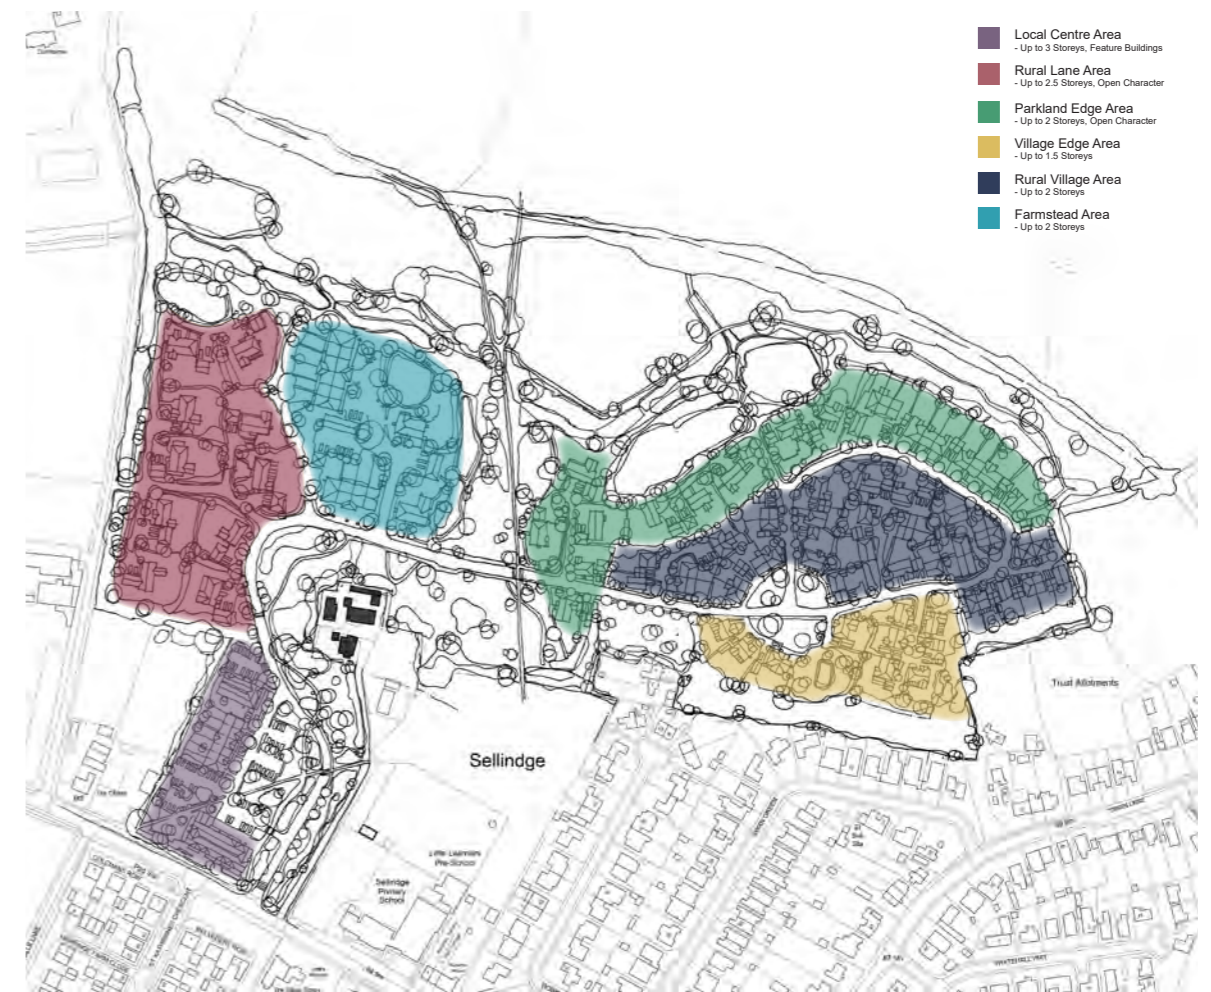 Local Centre Area
- Up to 3 Storeys, Feature Buildings
Rural Lane Area
- Up to 2.5 Storeys, Open Character
Parkland Edge Area
- Up to 2 Storeys, Open Character
Village Edge Area
- Up to 1.5 Storeys
Rural Village Area
- Up to 2 Storeys
Farmstead Area
- Up to 2 Storeys
Trust Allotments
Sellindge
Little Learners
Pre-School
Sellindge
Primary
School